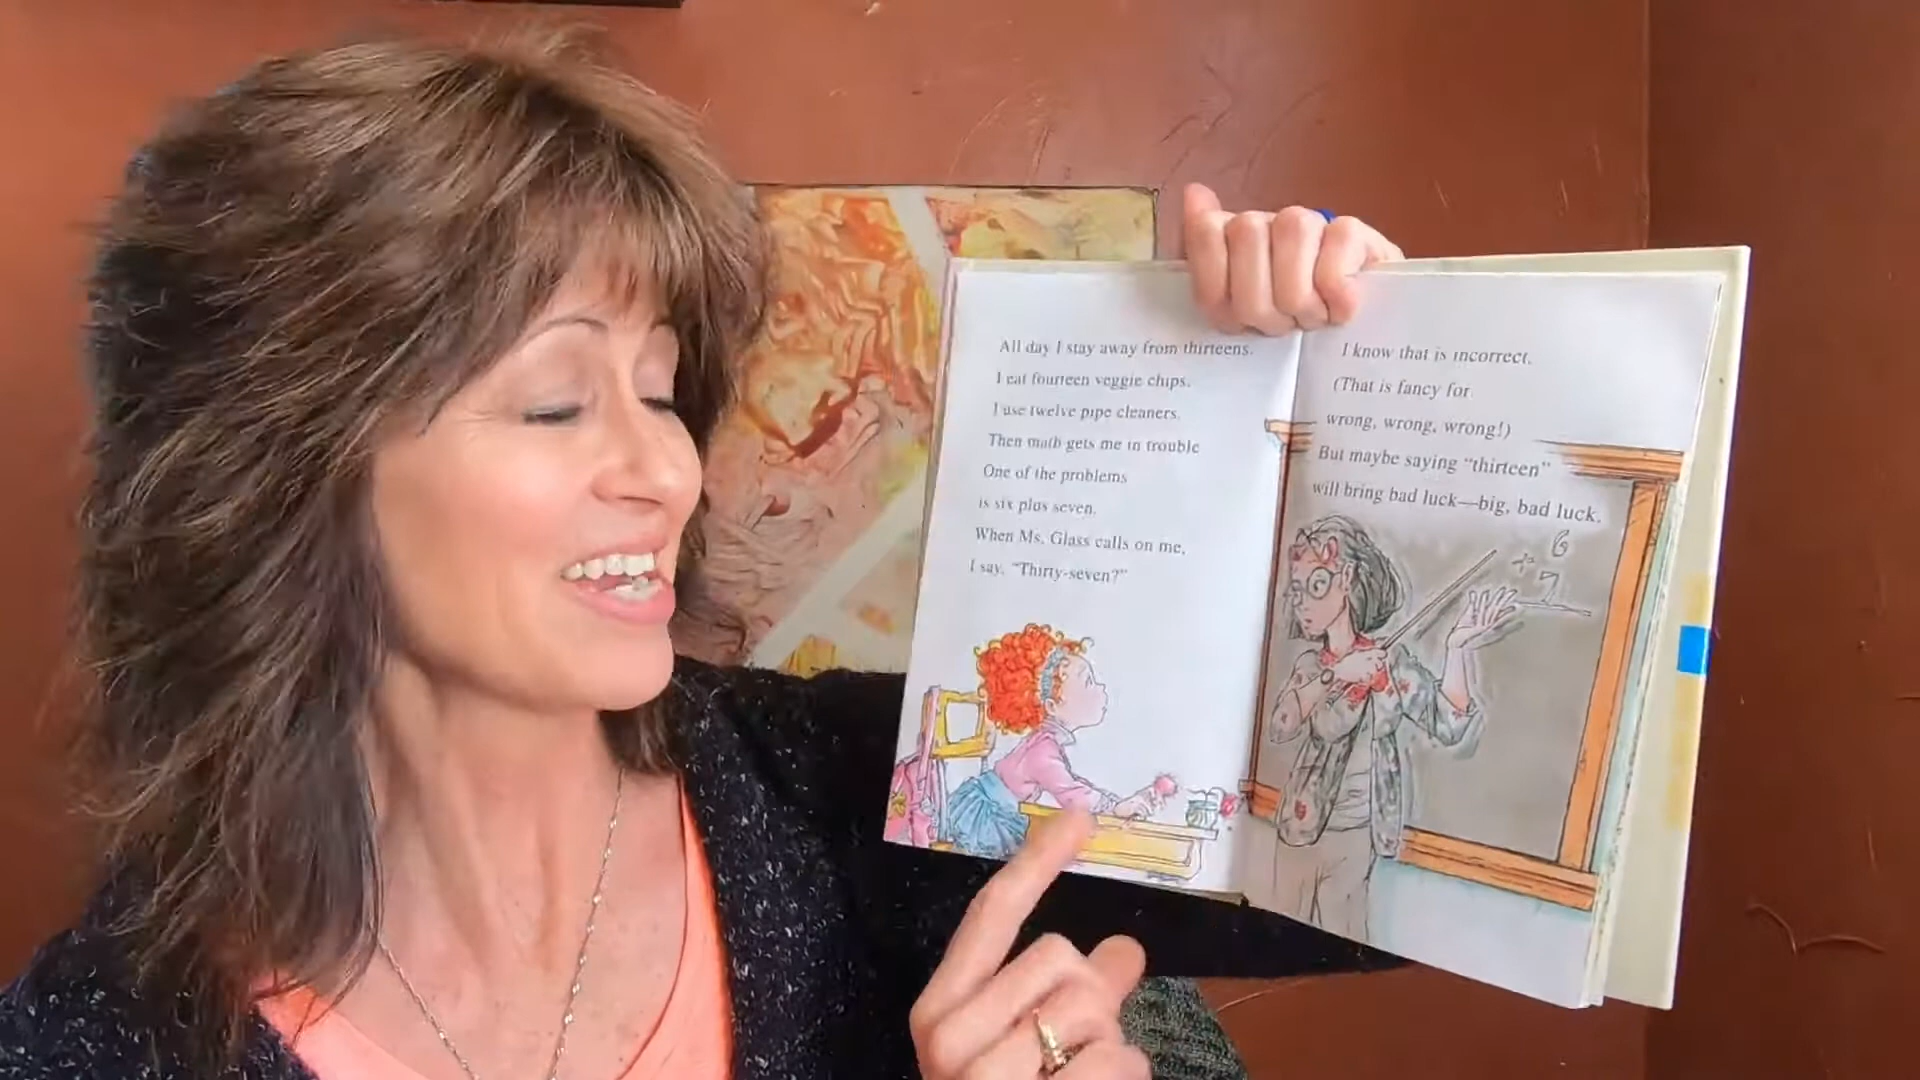 All day I stay away from thirteens.
I eat fourteen veggie chips.
I use twelve pipe cleaners.
Then math gets me in trouble
One of the problems
is six plus seven.
When Ms. Glass calls on me,
I say, "Thirty-seven?"
I know that is incorrect.
(That is fancy for
wrong, wrong, wrong!)
But maybe saying "thirteen"
will bring bad luck—big, bad luck.
6
+ 7